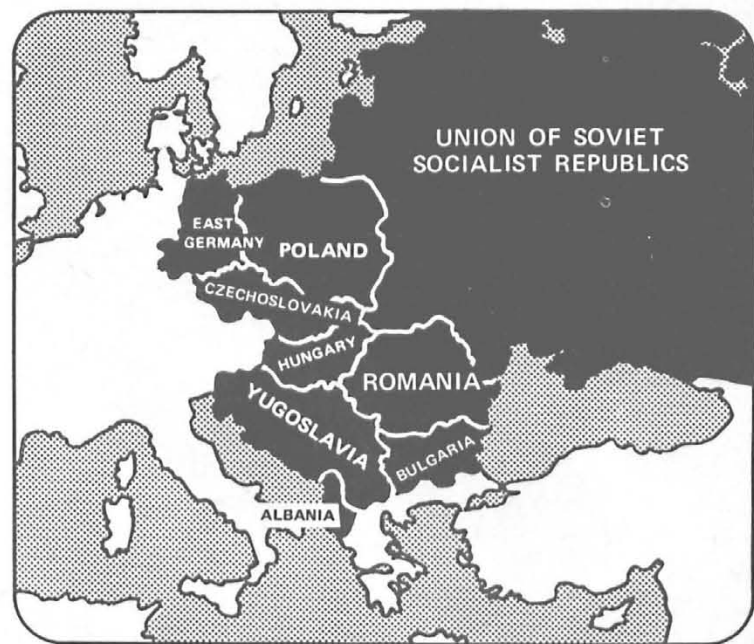 UNION OF SOVIET
SOCIALIST REPUBLICS
EAST
GERMANY
POLAND
CZECHOSLOVAKIA
HUNGARY
ROMANIA
YUGOSLAVIA
BULGARIA
ALBANIA